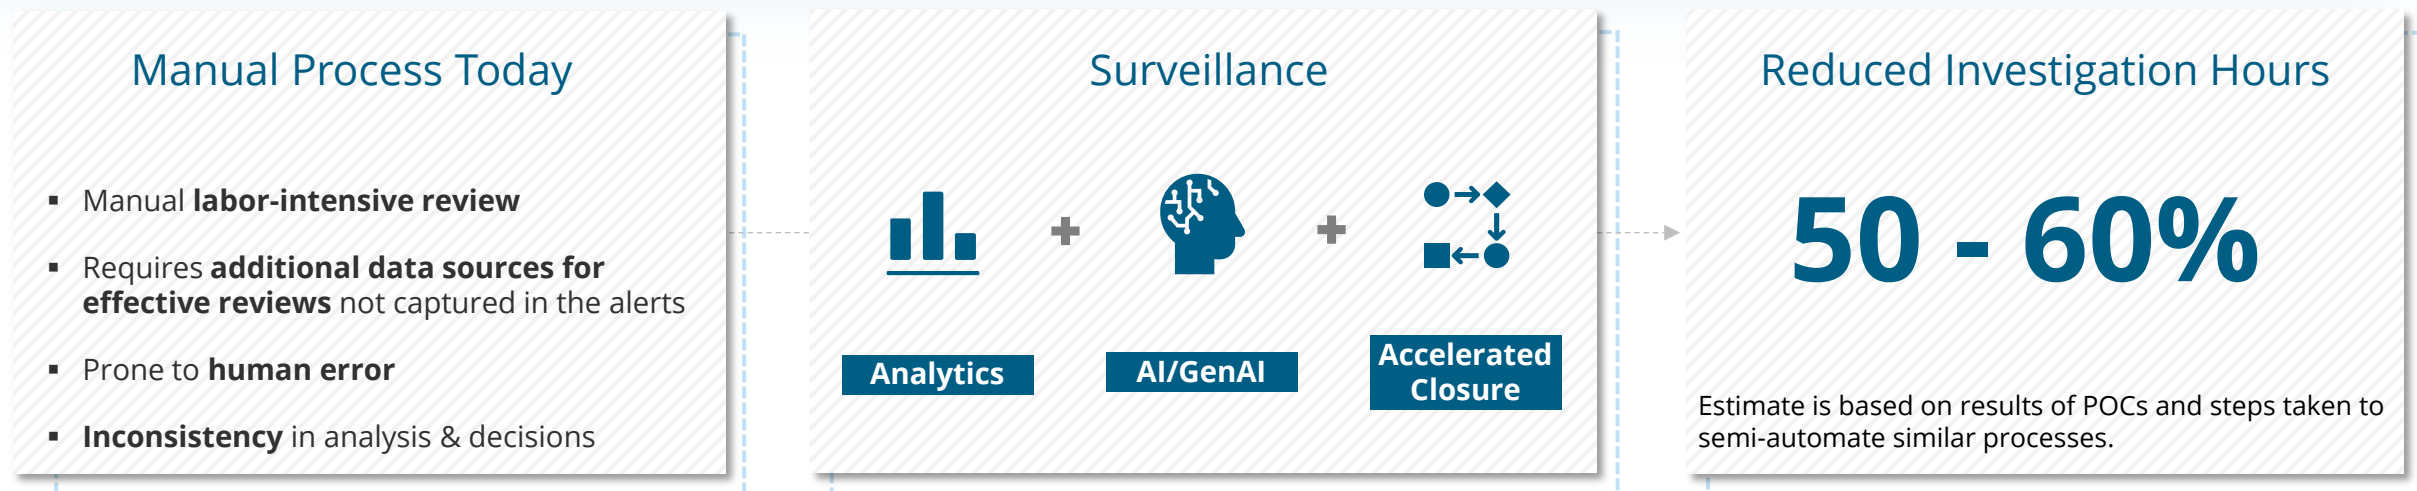 Manual Process Today
▪ Manual labor-intensive review
▪ Requires additional data sources for
effective reviews not captured in the alerts
▪ Prone to human error
▪ Inconsistency in analysis & decisions
Surveillance
Analytics
AI/GenAI
Accelerated
Closure
Reduced Investigation Hours
50 - 60%
Estimate is based on results of POCs and steps taken to
semi-automate similar processes.